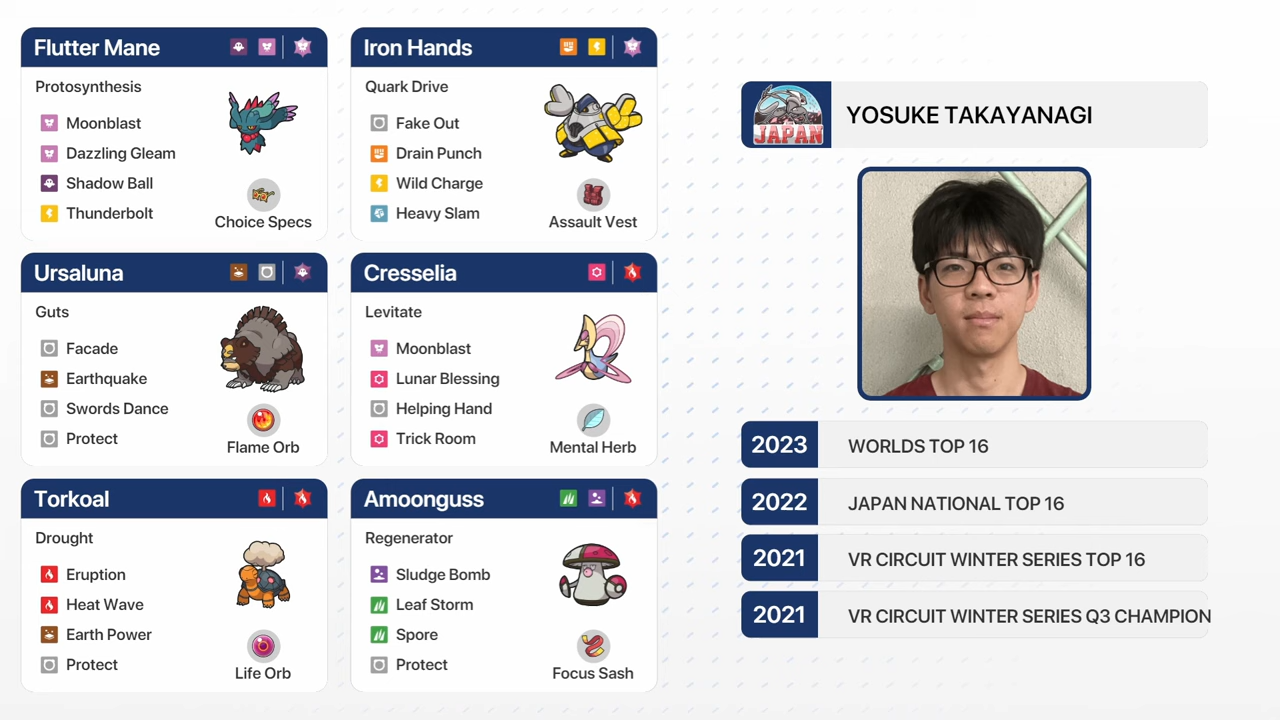 Flutter Mane
Protosynthesis
Moonblast
Dazzling Gleam
Shadow Ball
Thunderbolt
Choice Specs
Iron Hands
Quark Drive
Fake Out
Drain Punch
Wild Charge
Heavy Slam
Assault Vest
Ursaluna
Guts
Facade
Earthquake
Swords Dance
Protect
Flame Orb
Cresselia
Levitate
Moonblast
Lunar Blessing
Helping Hand
Trick Room
Mental Herb
Torkoal
Drought
Eruption
Heat Wave
Earth Power
Protect
Life Orb
Amoonguss
Regenerator
Sludge Bomb
Leaf Storm
Spore
Protect
Focus Sash
JAPAN
YOSUKE TAKAYANAGI
2023 WORLDS TOP 16
2022 JAPAN NATIONAL TOP 16
2021 VR CIRCUIT WINTER SERIES TOP 16
2021 VR CIRCUIT WINTER SERIES Q3 CHAMPION